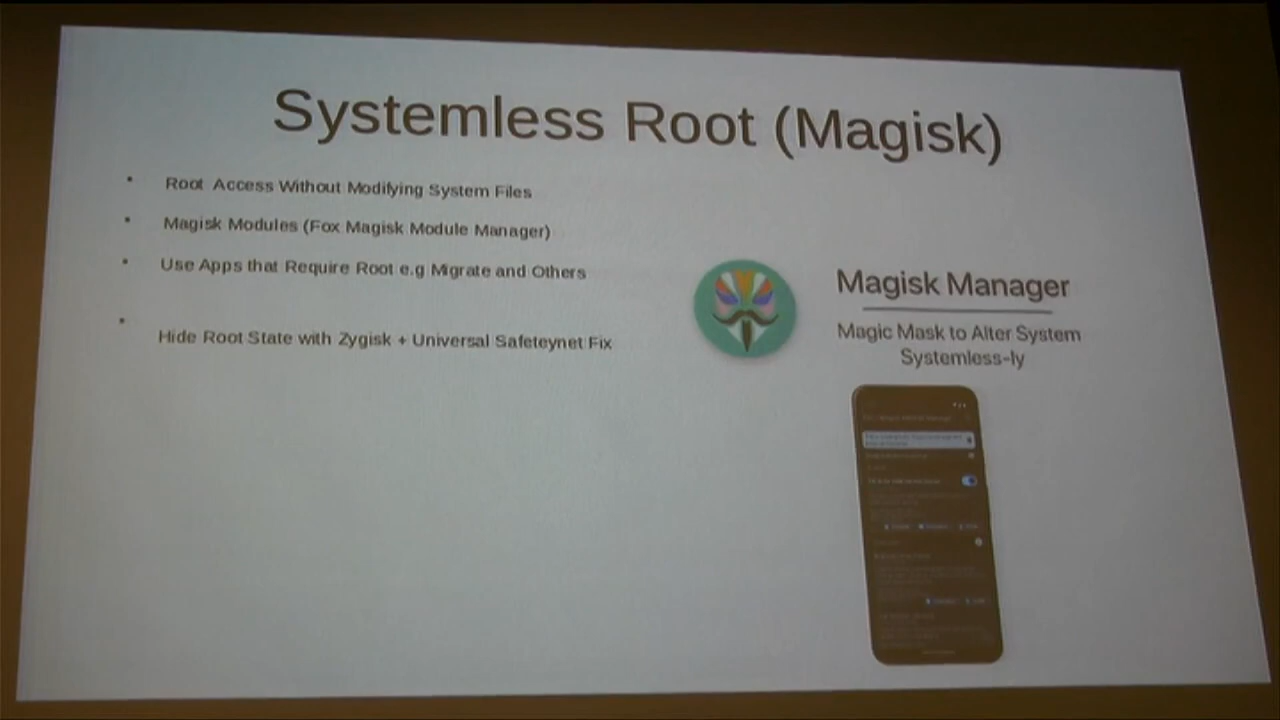 Systemless Root (Magisk)
Root Access Without Modifying System Files
Magisk Modules (Fox Magisk Module Manager)
Use Apps that Require Root e.g Migrate and Others
Hide Root State with Zygisk + Universal Safeteynet Fix
Magisk Manager
Magic Mask to Alter System
Systemless-ly